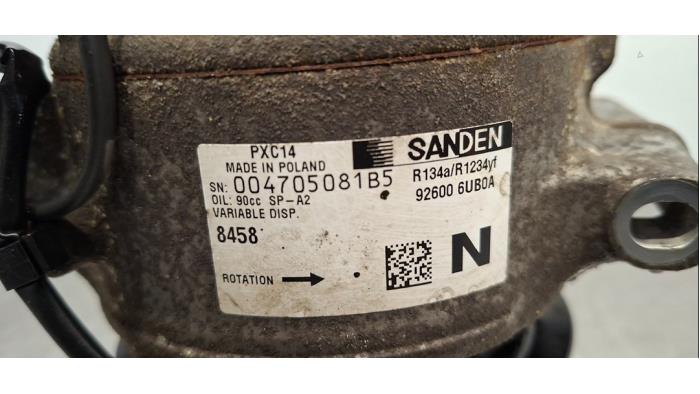 PXC14
SANDEN
MADE IN POLAND
SN: 004705081B5
R134a/R1234yf
OIL: 90cc SP-A2
92600 6UB0A
VARIABLE DISP.
8458
N
ROTATION